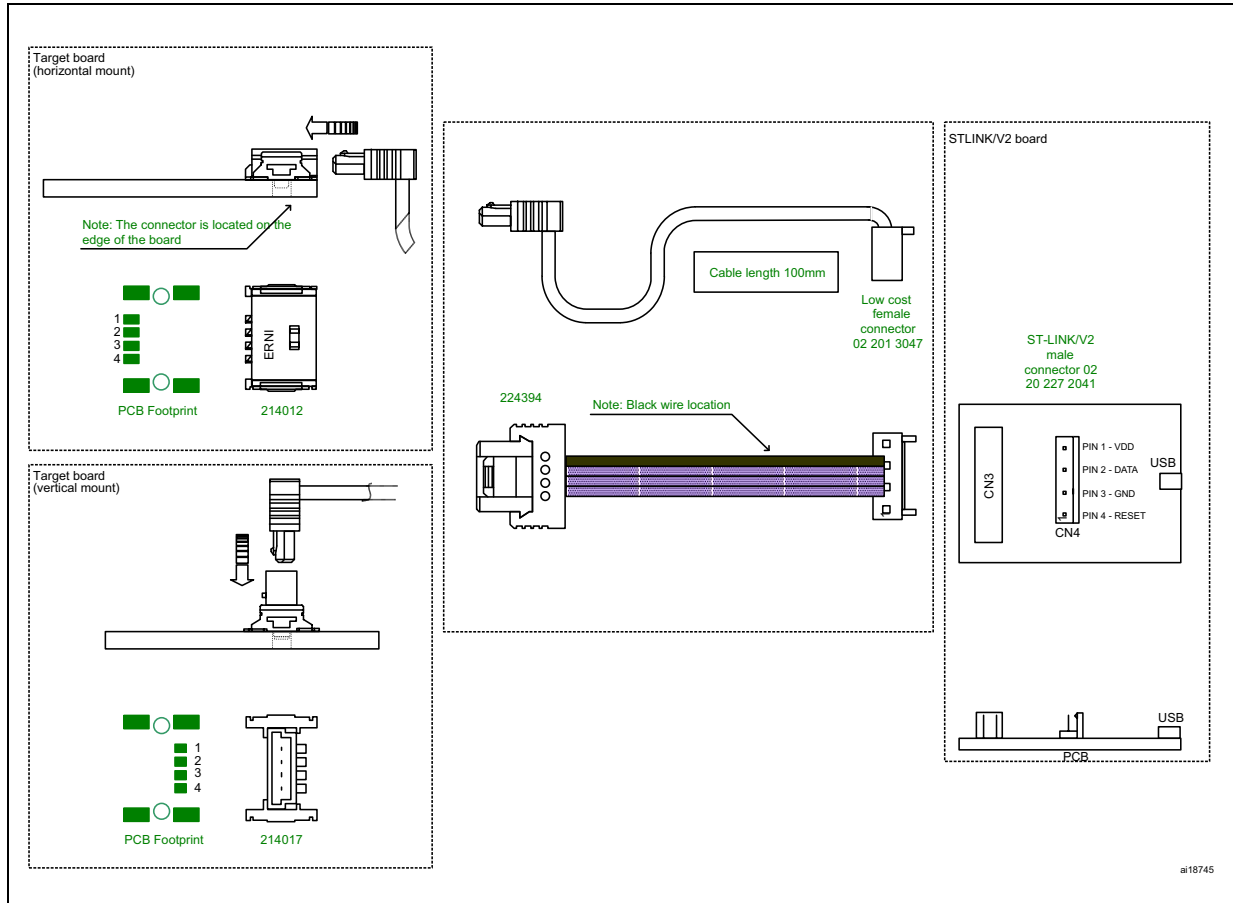 Target board
(horizontal mount)
Note: The connector is located on the
edge of the board
1
2
3
4
ERNI
PCB Footprint
214012
Target board
(vertical mount)
1
2
3
4
PCB Footprint
214017
Cable length 100mm
Low cost
female
connector
02 201 3047
224394
Note: Black wire location
1
STLINK/V2 board
ST-LINK/V2
male
connector 02
20 227 2041
CN3
PIN 1 - VDD
PIN 2 - DATA
PIN 3 - GND
PIN 4 - RESET
1
CN4
USB
USB
PCB
ai18745